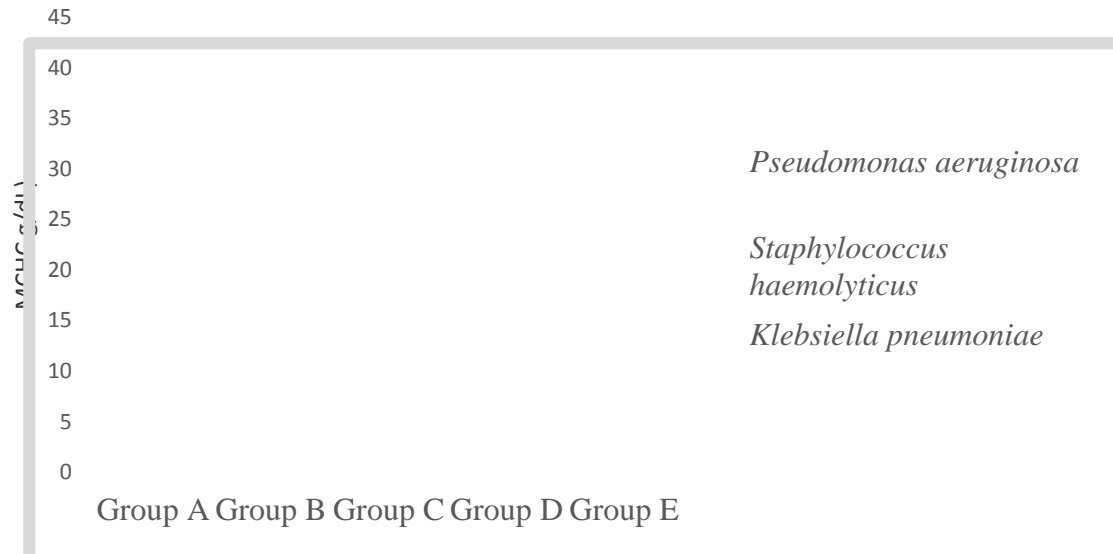 45
40
35
30
25
20
15
10
5
0
Pseudomonas aeruginosa
Staphylococcus
haemolyticus
Klebsiella pneumoniae
Group A Group B Group C Group D Group E